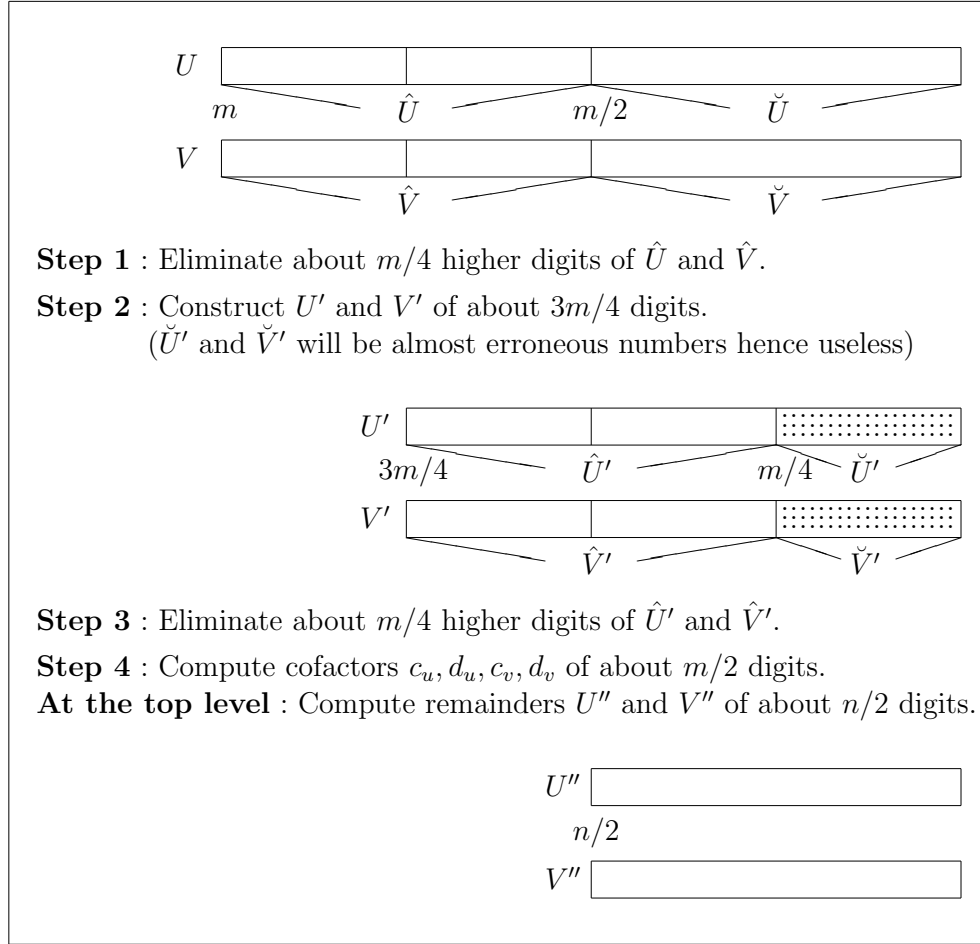 U
m Û m/2 Ŭ
V
V̂ V̆
Step 1 : Eliminate about m/4 higher digits of Û and V̂.
Step 2 : Construct U′ and V′ of about 3m/4 digits.
(Ŭ′ and V̆′ will be almost erroneous numbers hence useless)
U′
3m/4 Û′ m/4 Ŭ′
V′
V̂′ V̆′
Step 3 : Eliminate about m/4 higher digits of Û′ and V̂′.
Step 4 : Compute cofactors c_u, d_u, c_v, d_v of about m/2 digits.
At the top level : Compute remainders U″ and V″ of about n/2 digits.
U″
n/2
V″